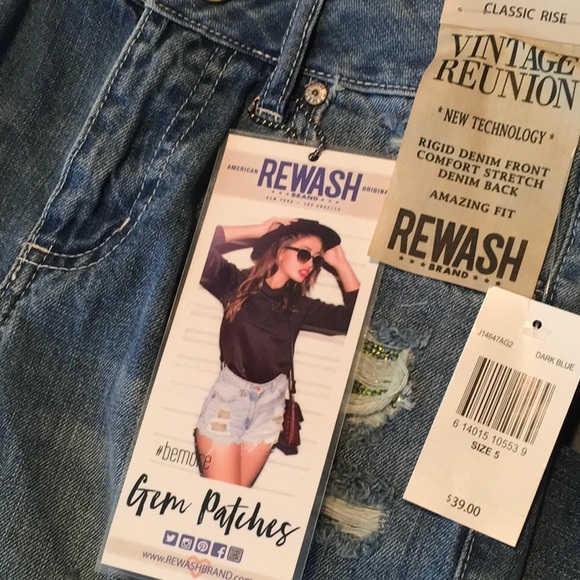 CLASSIC RISE
VINTAGE
REUNION
* NEW TECHNOLOGY *
RIGID DENIM FRONT
COMFORT STRETCH
DENIM BACK
AMAZING FIT
REWASH
BRAND
AMERICAN REWASH ORIGINAL
BRAND
NEW YORK • LOS ANGELES
#bemore
Gem Patches
www.REWASHBRAND.com
J14647AG2 DARK BLUE
6 14015 10553 9
SIZE 5
$39.00